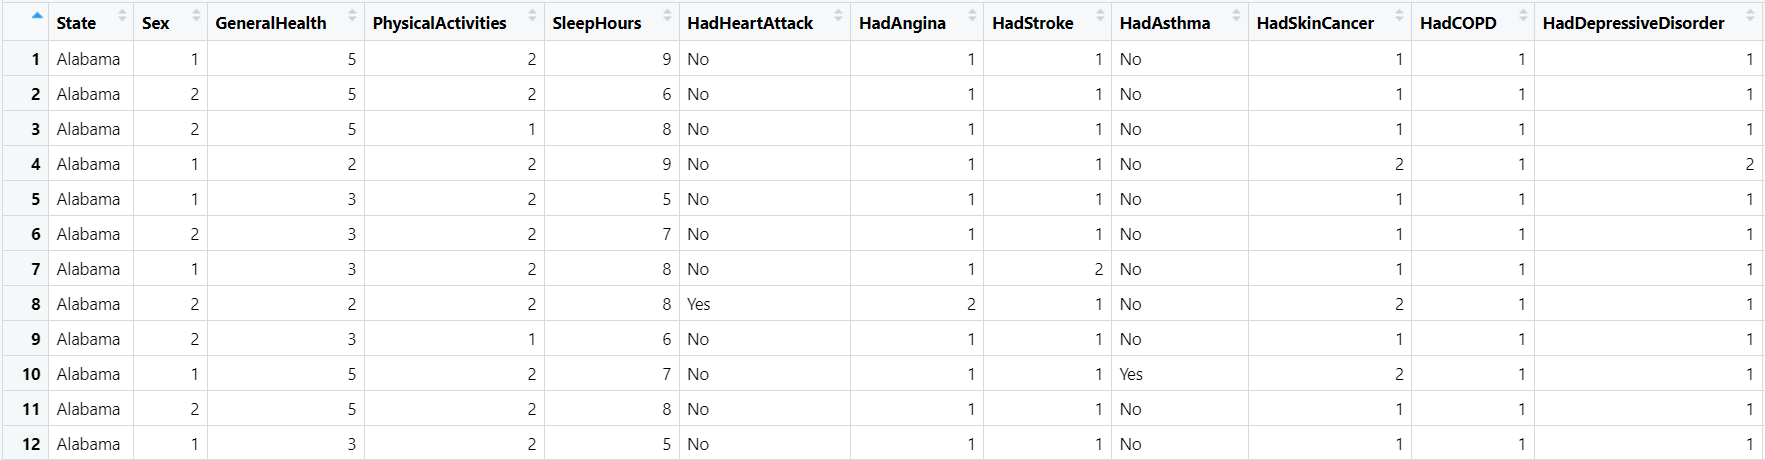 State Sex GeneralHealth PhysicalActivities SleepHours HadHeartAttack HadAngina HadStroke HadAsthma HadSkinCancer HadCOPD HadDepressiveDisorder
1 Alabama 1 5 2 9 No 1 1 No 1 1 1
2 Alabama 2 5 2 6 No 1 1 No 1 1 1
3 Alabama 2 5 1 8 No 1 1 No 1 1 1
4 Alabama 1 2 2 9 No 1 1 No 2 1 2
5 Alabama 1 3 2 5 No 1 1 No 1 1 1
6 Alabama 2 3 2 7 No 1 1 No 1 1 1
7 Alabama 1 3 2 8 No 1 2 No 1 1 1
8 Alabama 2 2 2 8 Yes 2 1 No 2 1 1
9 Alabama 2 3 1 6 No 1 1 No 1 1 1
10 Alabama 1 5 2 7 No 1 1 Yes 2 1 1
11 Alabama 2 5 2 8 No 1 1 No 1 1 1
12 Alabama 1 3 2 5 No 1 1 No 1 1 1